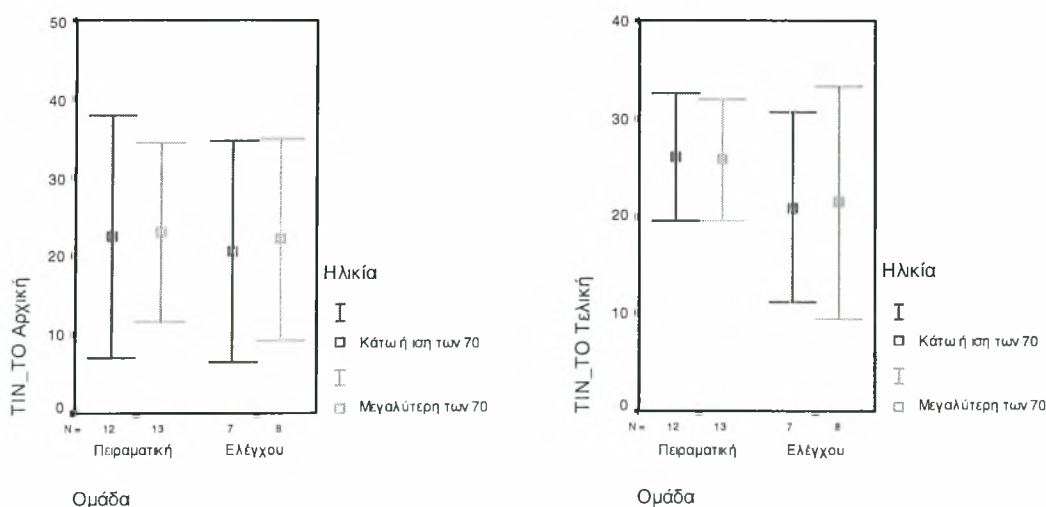 50
40
30
20
10
0
ΤΙΝ_ΤΟ Αρχική
N = 12 13 7 8
Πειραματική Ελέγχου
Ομάδα
Ηλικία
Κάτω ή ιση των 70
Μεγαλύτερη των 70
40
30
20
10
0
ΤΙΝ_ΤΟ Τελική
N = 12 13 7 8
Πειραματική Ελέγχου
Ομάδα
Ηλικία
Κάτω ή ιση των 70
Μεγαλύτερη των 70